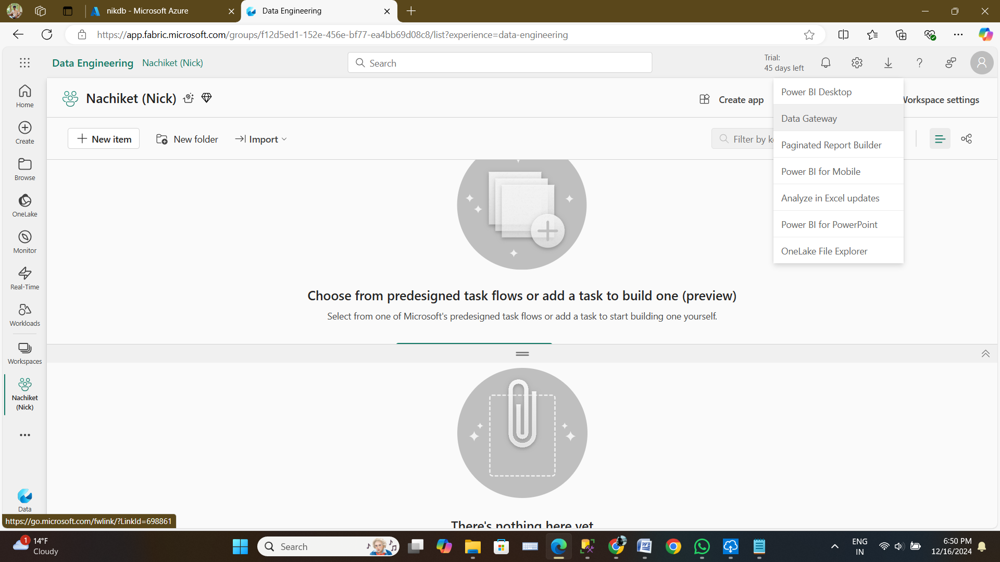 nikdb - Microsoft Azure
Data Engineering
https://app.fabric.microsoft.com/groups/f12d5ed1-152e-456e-bf77-ea4bb69d08c8/list?experience=data-engineering
Data Engineering
Nachiket (Nick)
Search
Trial:
45 days left
Home
Create
Browse
OneLake
Monitor
Real-Time
Workloads
Workspaces
Nachiket
(Nick)
Data
Nachiket (Nick)
Create app
Workspace settings
New item
New folder
Import
Filter by ke
Power BI Desktop
Data Gateway
Paginated Report Builder
Power BI for Mobile
Analyze in Excel updates
Power BI for PowerPoint
OneLake File Explorer
Choose from predesigned task flows or add a task to build one (preview)
Select from one of Microsoft's predesigned task flows or add a task to start building one yourself.
There's nothing here yet
https://go.microsoft.com/fwlink/?LinkId=698861
1
14°F
Cloudy
Search
ENG
IN
6:50 PM
12/16/2024